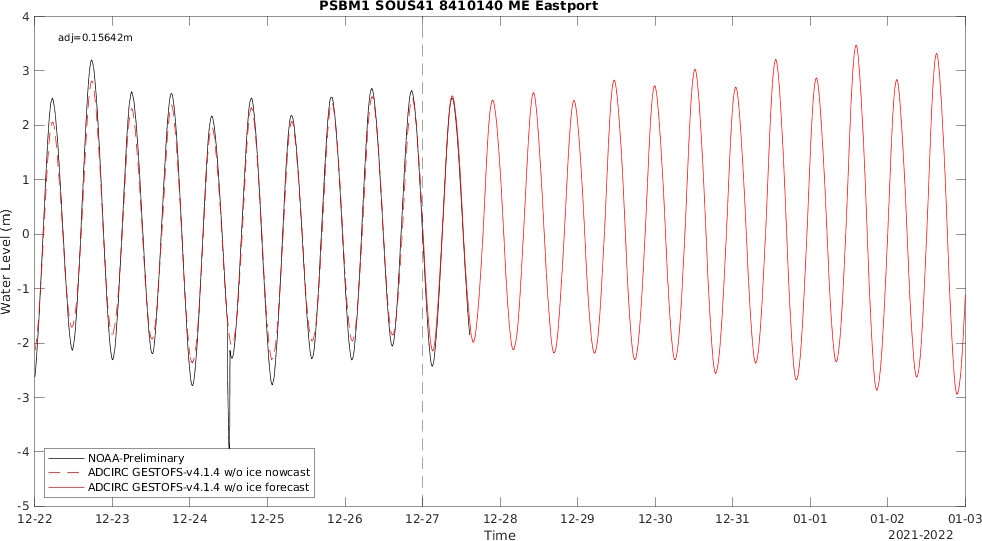 PSBM1 SOUS41 8410140 ME Eastport
adj=0.15642m
4
3
2
1
0
-1
-2
-3
-4
-5
Water Level (m)
NOAA-Preliminary
ADCIRC GESTOFS-v4.1.4 w/o ice nowcast
ADCIRC GESTOFS-v4.1.4 w/o ice forecast
12-22 12-23 12-24 12-25 12-26 12-27 12-28 12-29 12-30 12-31 01-01 01-02 01-03
Time
2021-2022